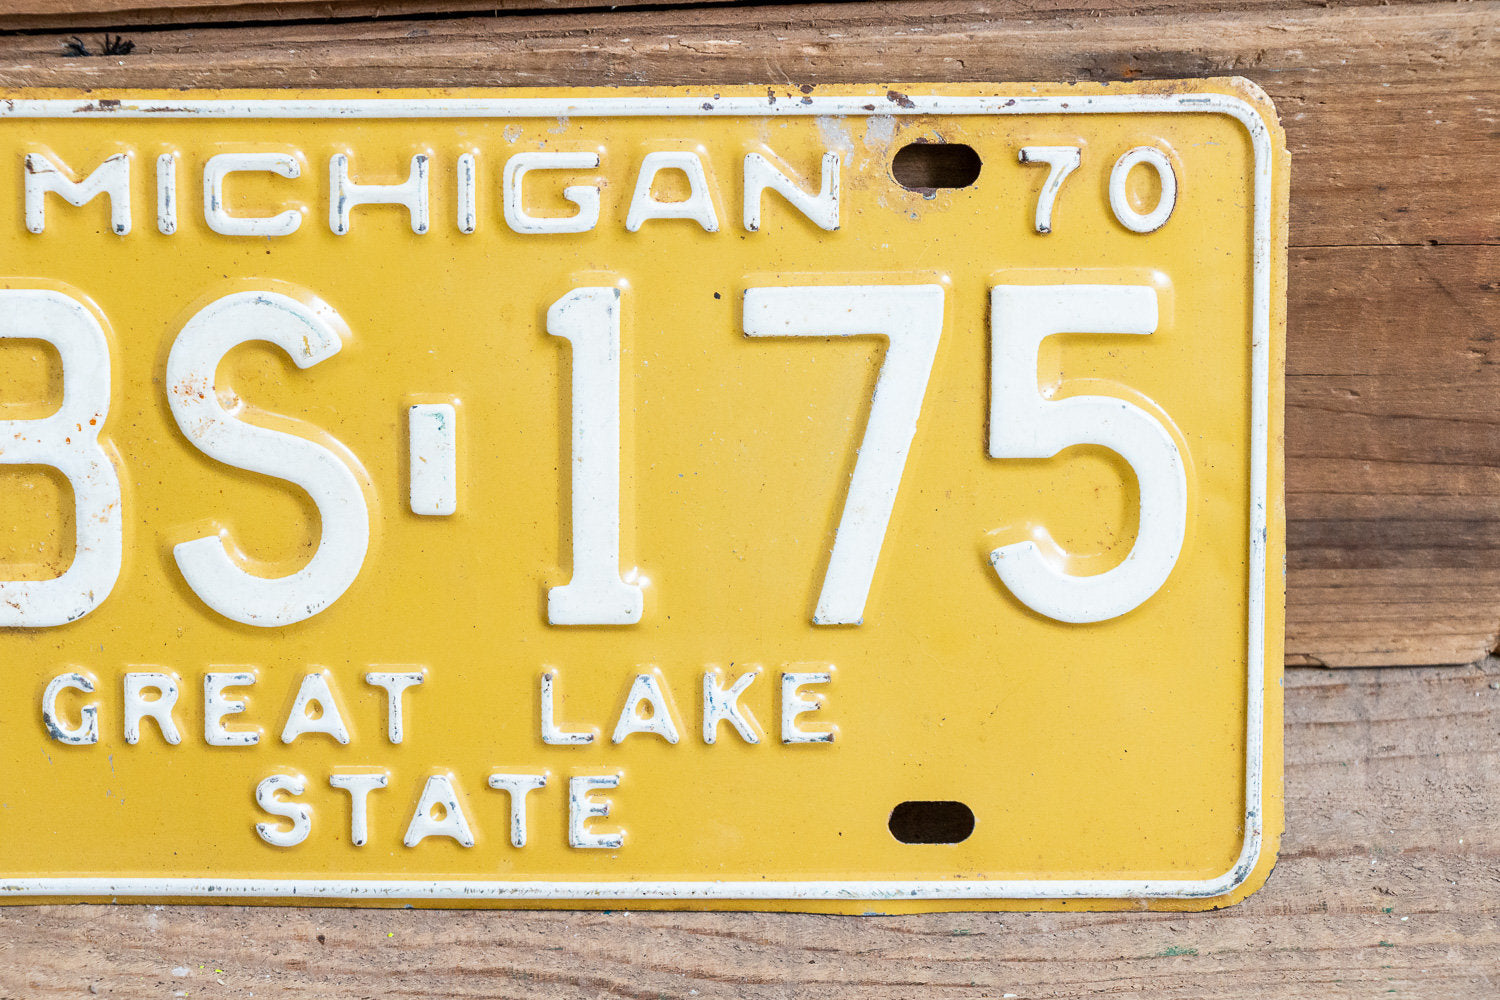 MICHIGAN 70
BS-175
GREAT LAKE
STATE